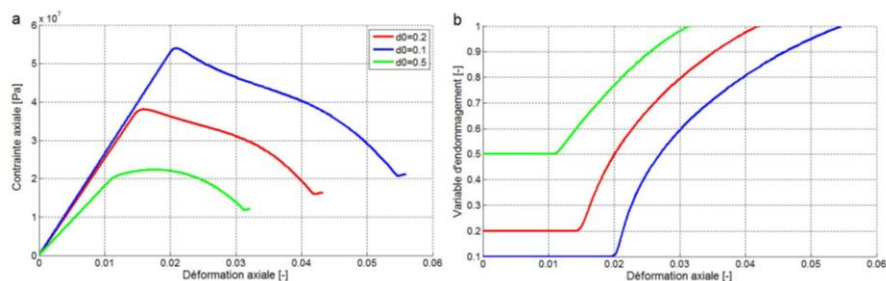 a
x 10⁷
6
5
4
3
2
1
0
Contrainte axiale [Pa]
d0=0.2
d0=0.1
d0=0.5
0 0.01 0.02 0.03 0.04 0.05 0.06
Déformation axiale [-]
b
1
0.9
0.8
0.7
0.6
0.5
0.4
0.3
0.2
0.1
Variable d'endommagement [-]
0 0.01 0.02 0.03 0.04 0.05 0.06
Déformation axiale [-]